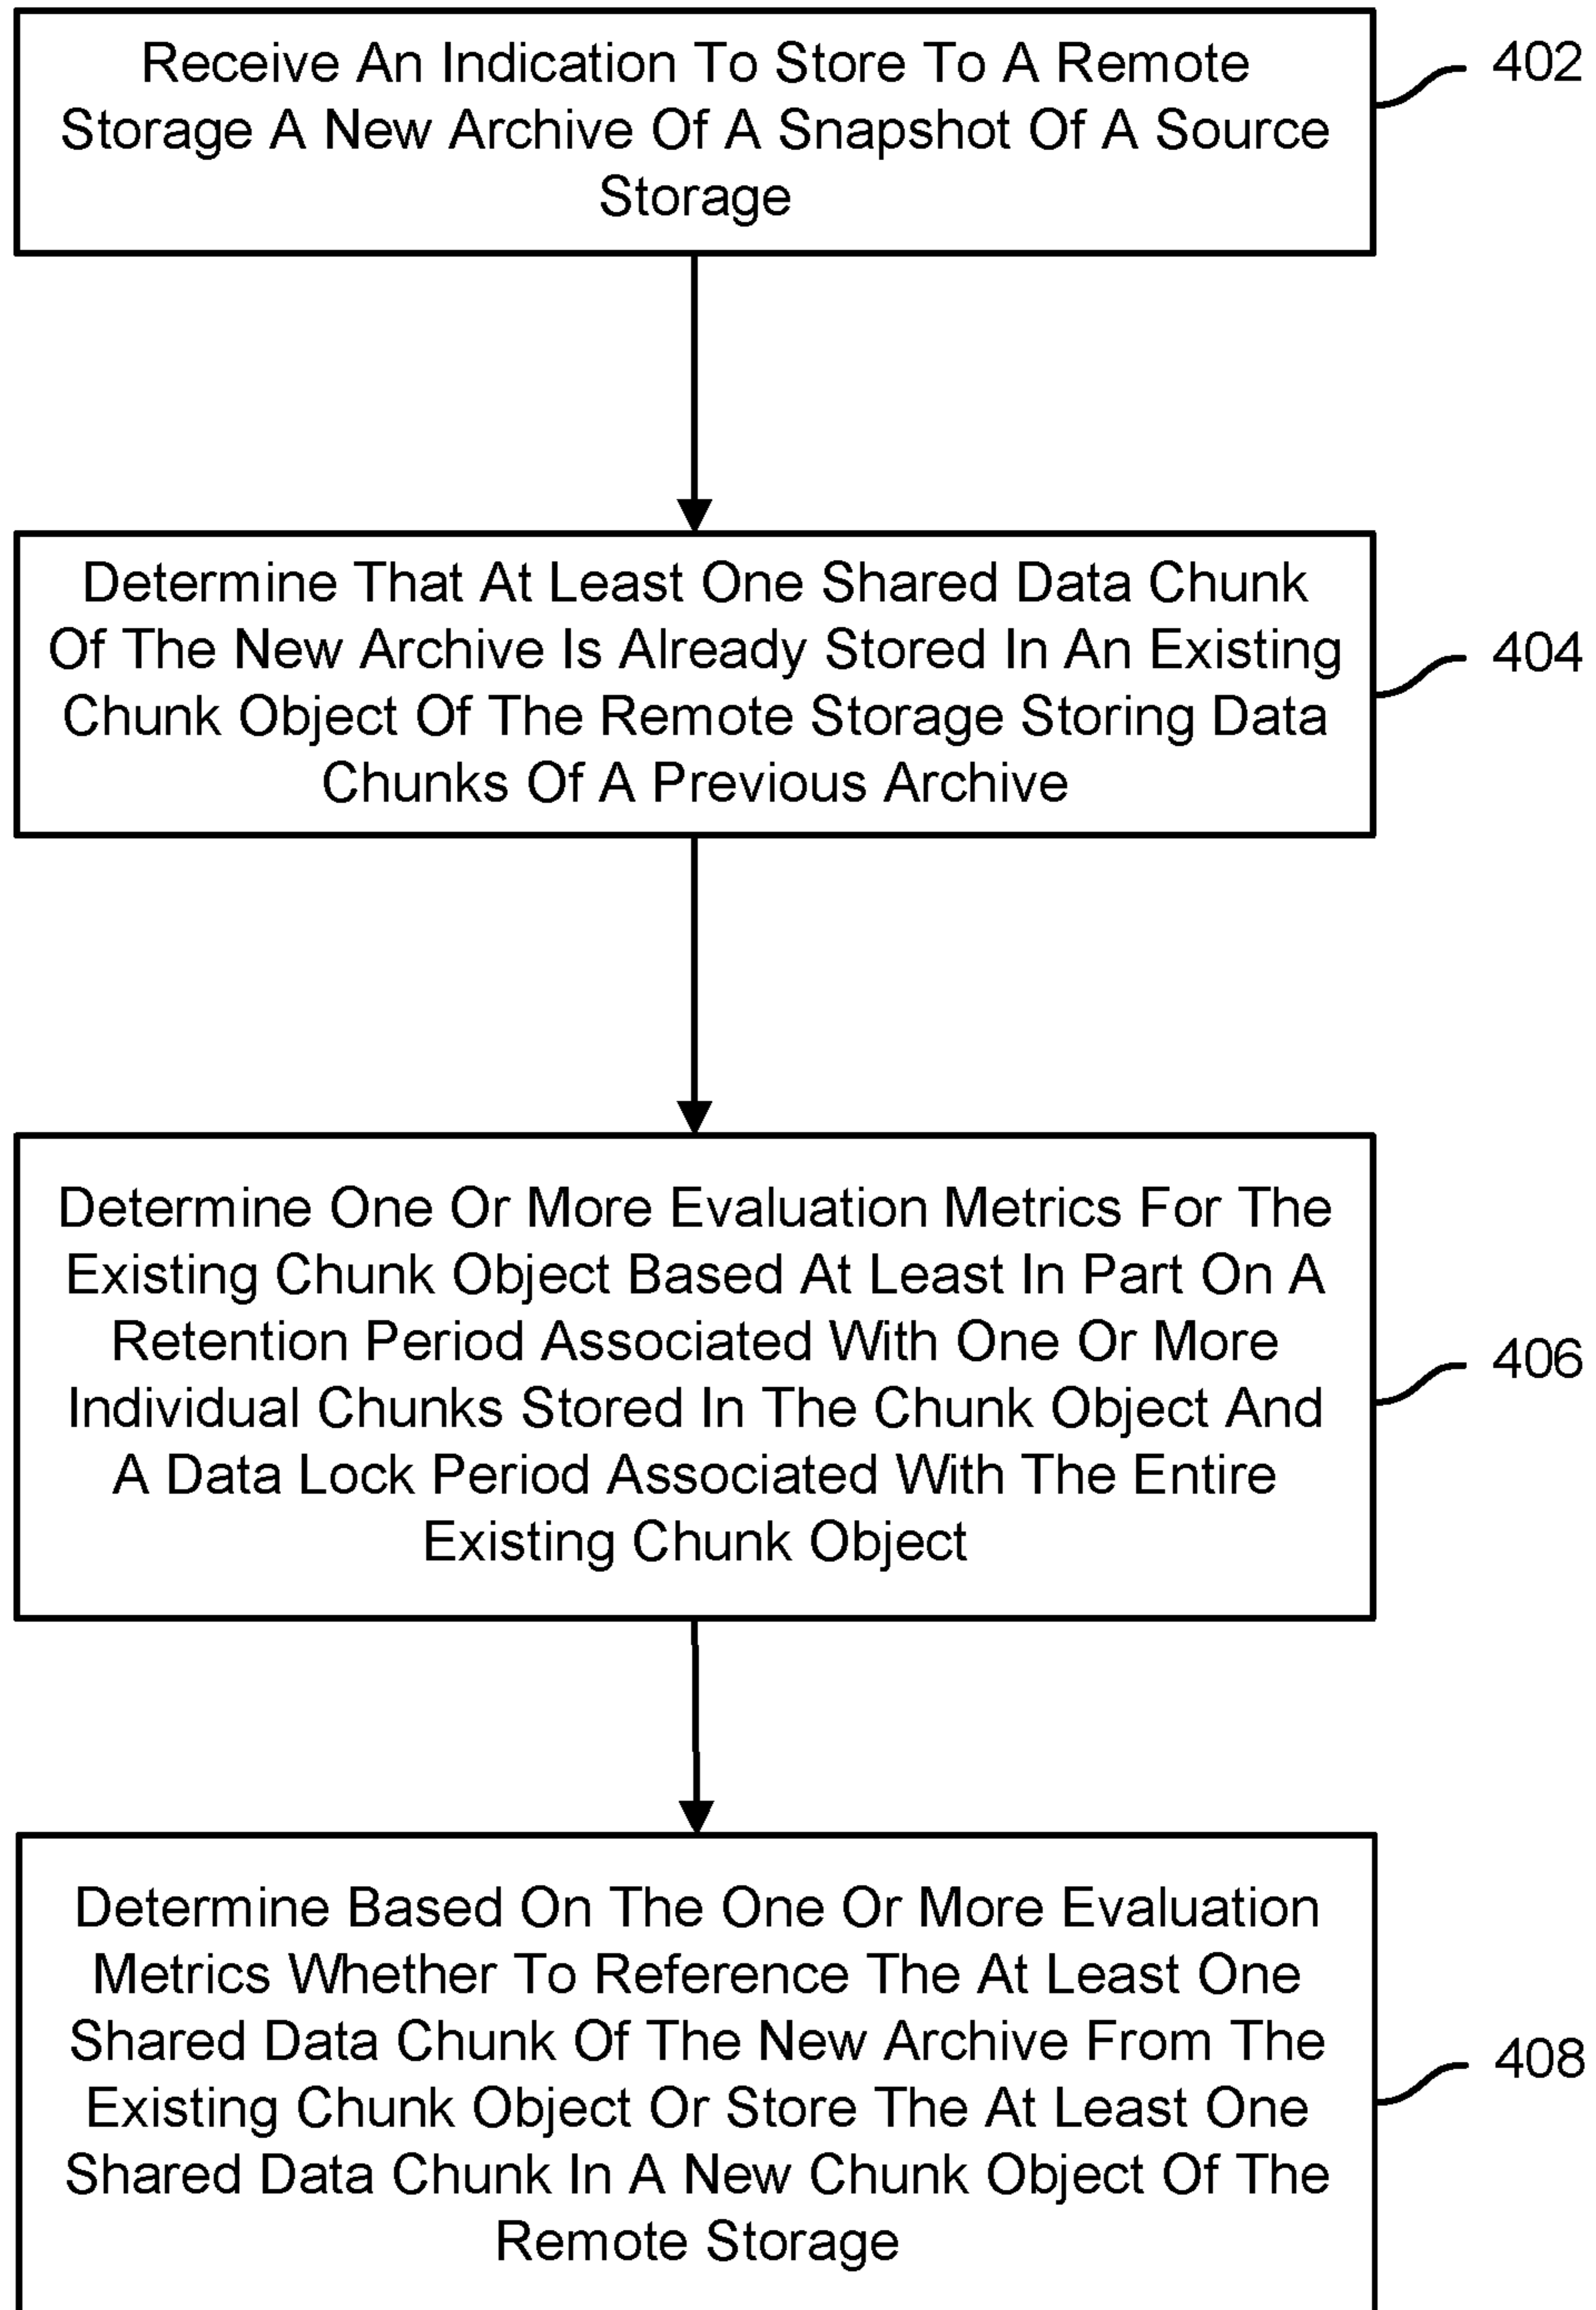 Receive An Indication To Store To A Remote
Storage A New Archive Of A Snapshot Of A Source
Storage
402
Determine That At Least One Shared Data Chunk
Of The New Archive Is Already Stored In An Existing
Chunk Object Of The Remote Storage Storing Data
Chunks Of A Previous Archive
404
Determine One Or More Evaluation Metrics For The
Existing Chunk Object Based At Least In Part On A
Retention Period Associated With One Or More
Individual Chunks Stored In The Chunk Object And
A Data Lock Period Associated With The Entire
Existing Chunk Object
406
Determine Based On The One Or More Evaluation
Metrics Whether To Reference The At Least One
Shared Data Chunk Of The New Archive From The
Existing Chunk Object Or Store The At Least One
Shared Data Chunk In A New Chunk Object Of The
Remote Storage
408